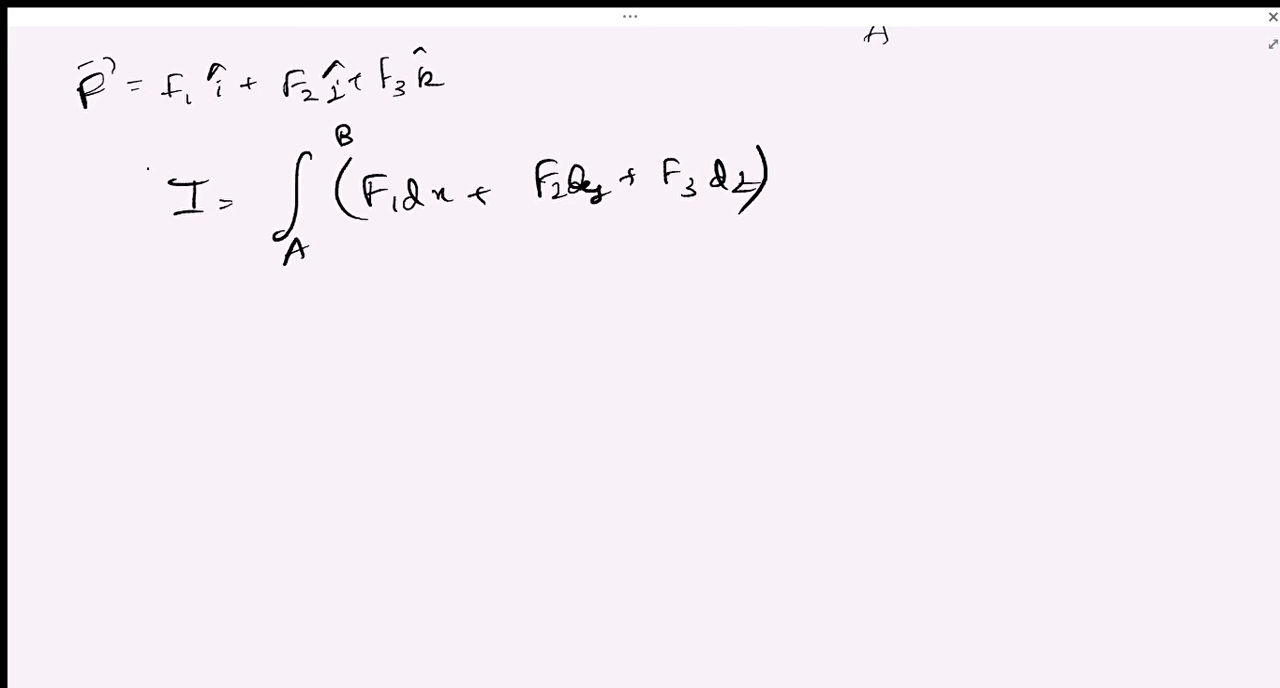 A
F⃗ = F₁ î + F₂ ĵ + F₃ k̂
I = ∫_A^B (F₁dx + F₂dy + F₃dz)